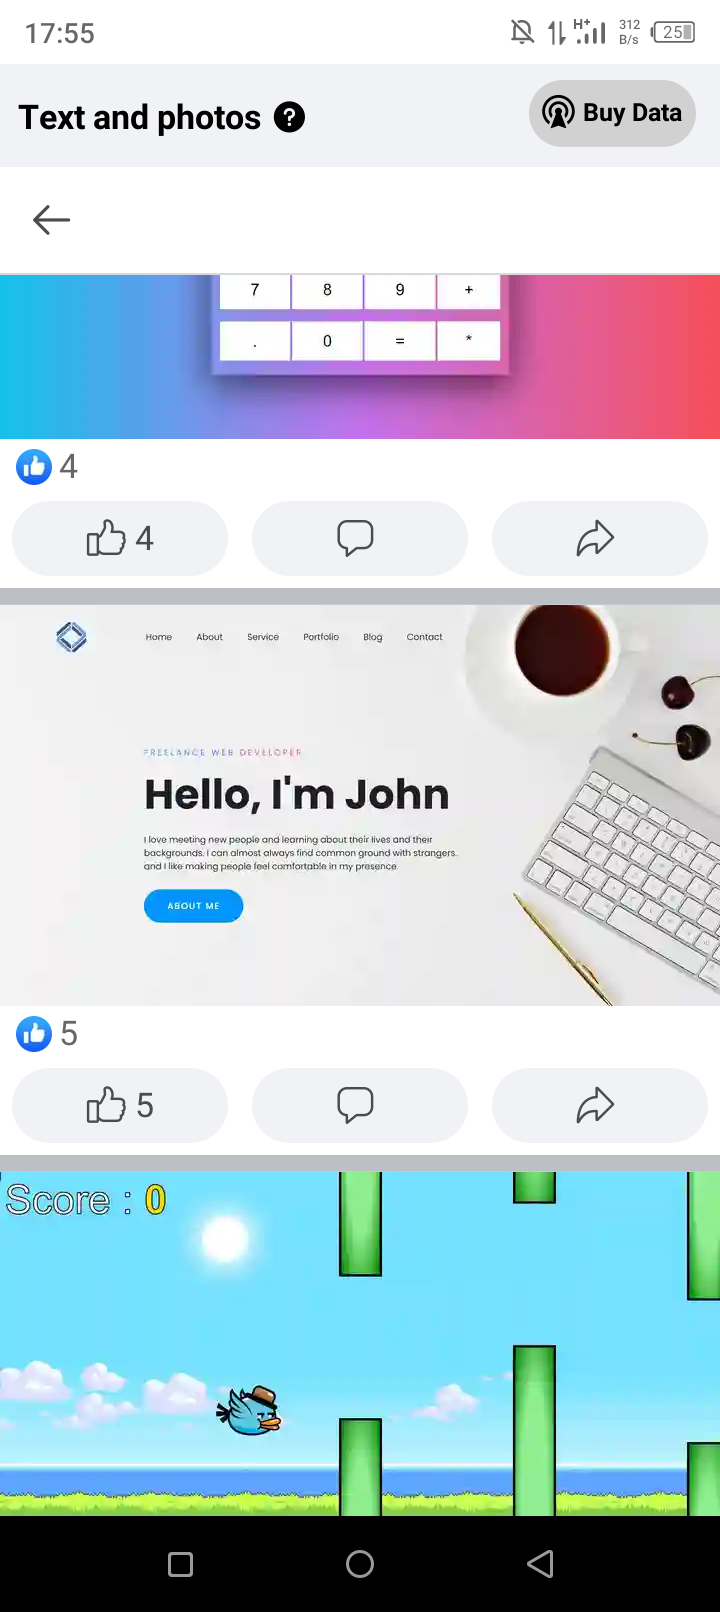 17:55
H+
312
B/s
25
Text and photos ?
Buy Data
7 8 9 +
. 0 = *
4
4
Home About Service Portfolio Blog Contact
FREELANCE WEB DEVELOPER
Hello, I'm John
I love meeting new people and learning about their lives and their
backgrounds. I can almost always find common ground with strangers.
and I like making people feel comfortable in my presence.
ABOUT ME
5
5
Score : 0